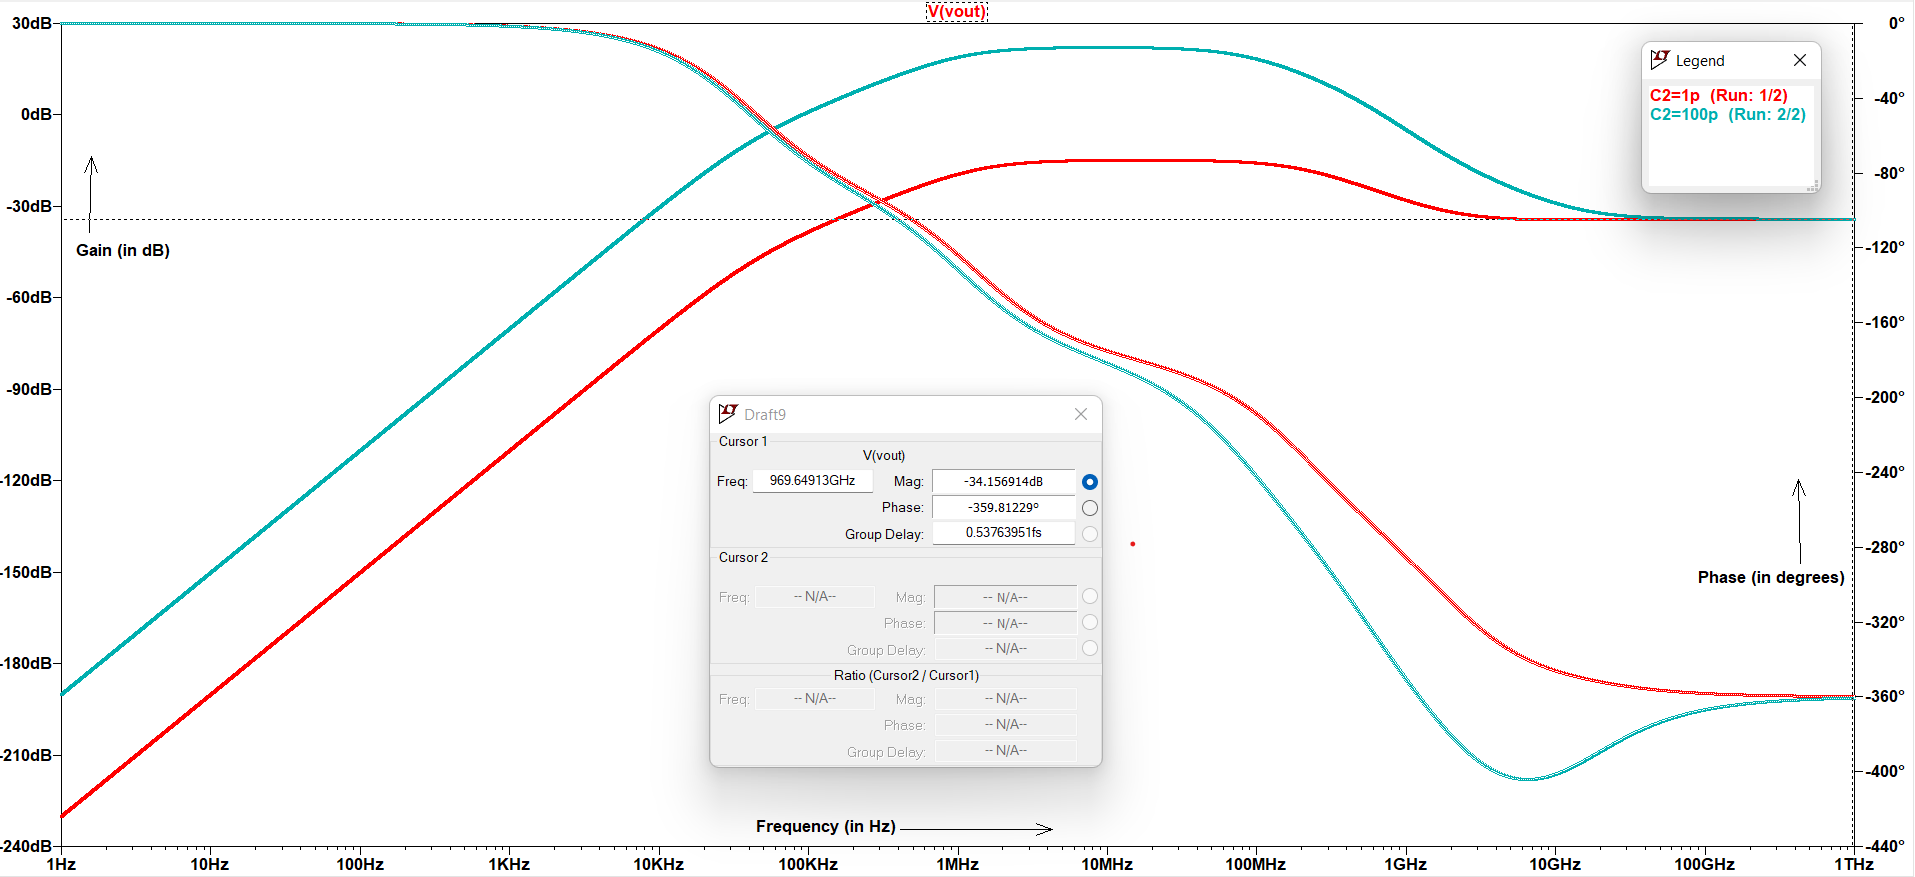 V(vout)
30dB
0dB
-30dB
-60dB
-90dB
-120dB
-150dB
-180dB
-210dB
-240dB
0°
-40°
-80°
-120°
-160°
-200°
-240°
-280°
-320°
-360°
-400°
-440°
Gain (in dB)
Legend
C2=1p (Run: 1/2)
C2=100p (Run: 2/2)
Draft9
Cursor 1
V(vout)
Freq: 969.64913GHz Mag: -34.156914dB
Phase: -359.81229°
Group Delay: 0.53763951fs
Cursor 2
Freq: -- N/A-- Mag: -- N/A--
Phase: -- N/A--
Group Delay: -- N/A--
Ratio (Cursor2 / Cursor1)
Freq: -- N/A-- Mag: -- N/A--
Phase: -- N/A--
Group Delay: -- N/A--
Phase (in degrees)
Frequency (in Hz)
1Hz 10Hz 100Hz 1KHz 10KHz 100KHz 1MHz 10MHz 100MHz 1GHz 10GHz 100GHz 1THz